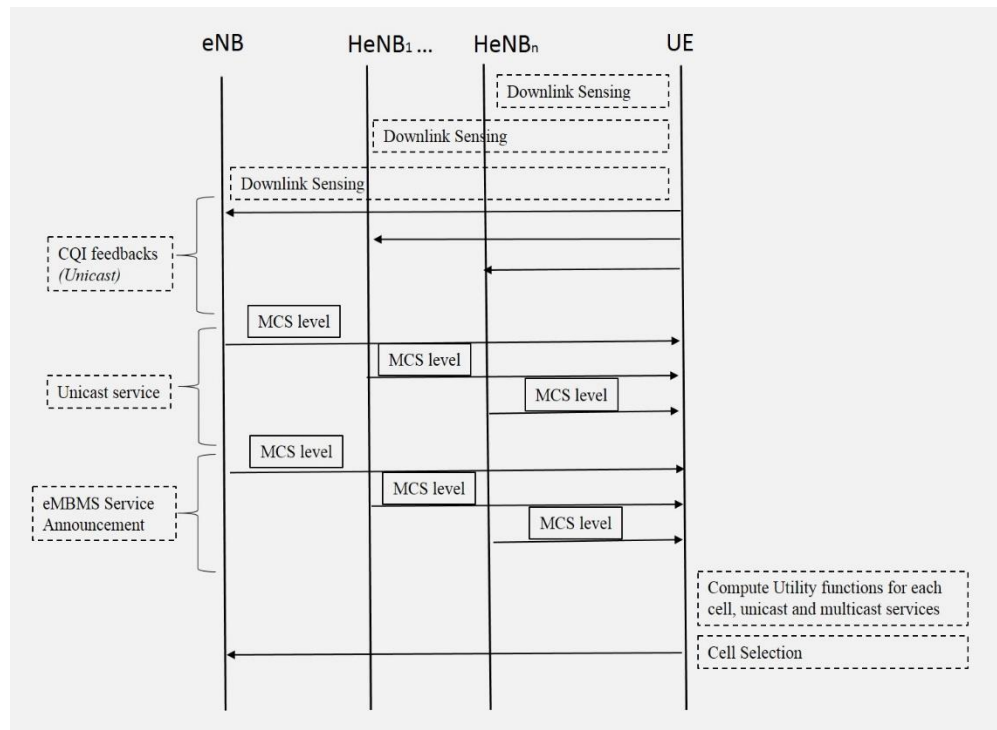 eNB
HeNB₁ ...
HeNBₙ
UE
Downlink Sensing
Downlink Sensing
Downlink Sensing
CQI feedbacks
(Unicast)
MCS level
MCS level
Unicast service
MCS level
MCS level
MCS level
eMBMS Service
Announcement
MCS level
Compute Utility functions for each
cell, unicast and multicast services
Cell Selection